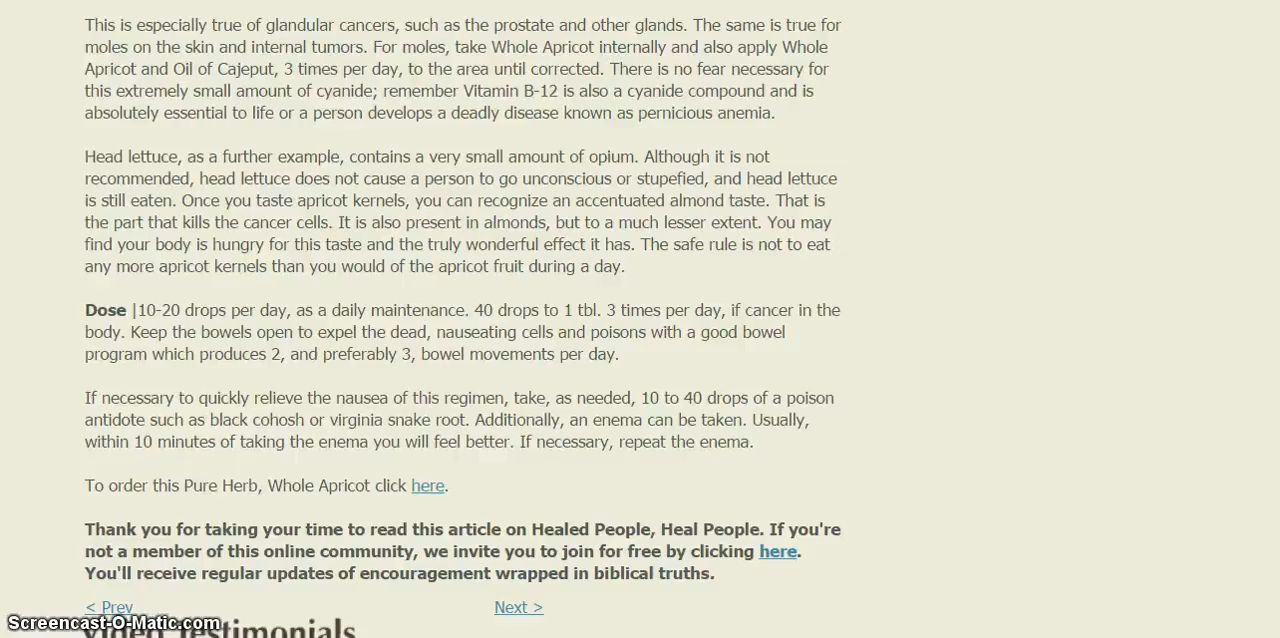 This is especially true of glandular cancers, such as the prostate and other glands. The same is true for
moles on the skin and internal tumors. For moles, take Whole Apricot internally and also apply Whole
Apricot and Oil of Cajeput, 3 times per day, to the area until corrected. There is no fear necessary for
this extremely small amount of cyanide; remember Vitamin B-12 is also a cyanide compound and is
absolutely essential to life or a person develops a deadly disease known as pernicious anemia.
Head lettuce, as a further example, contains a very small amount of opium. Although it is not
recommended, head lettuce does not cause a person to go unconscious or stupefied, and head lettuce
is still eaten. Once you taste apricot kernels, you can recognize an accentuated almond taste. That is
the part that kills the cancer cells. It is also present in almonds, but to a much lesser extent. You may
find your body is hungry for this taste and the truly wonderful effect it has. The safe rule is not to eat
any more apricot kernels than you would of the apricot fruit during a day.
Dose |10-20 drops per day, as a daily maintenance. 40 drops to 1 tbl. 3 times per day, if cancer in the
body. Keep the bowels open to expel the dead, nauseating cells and poisons with a good bowel
program which produces 2, and preferably 3, bowel movements per day.
If necessary to quickly relieve the nausea of this regimen, take, as needed, 10 to 40 drops of a poison
antidote such as black cohosh or virginia snake root. Additionally, an enema can be taken. Usually,
within 10 minutes of taking the enema you will feel better. If necessary, repeat the enema.
To order this Pure Herb, Whole Apricot click here.
Thank you for taking your time to read this article on Healed People, Heal People. If you're
not a member of this online community, we invite you to join for free by clicking here.
You'll receive regular updates of encouragement wrapped in biblical truths.
< Prev Next >
Screencast-O-Matic.com
Video Testimonials